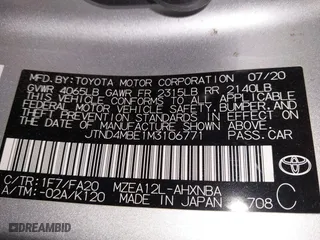 MFD.BY:TOYOTA MOTOR CORPORATION 07/20
GVWR 4065LB GAWR FR 2315LB RR 2140LB
THIS VEHICLE CONFORMS TO ALL APPLICABLE
FEDERAL MOTOR VEHICLE SAFETY, BUMPER, AND
THEFT PREVENTION STANDARDS IN EFFECT ON
THE DATE OF MANUFACTURE SHOWN ABOVE.
JTND4MBE1M3106771 PASS.CAR
C/TR:1F7/FA20 MZEA12L-AHXNBA C
A/TM:-02A/K120 MADE IN JAPAN 708
TOYOTA
DREAMBID